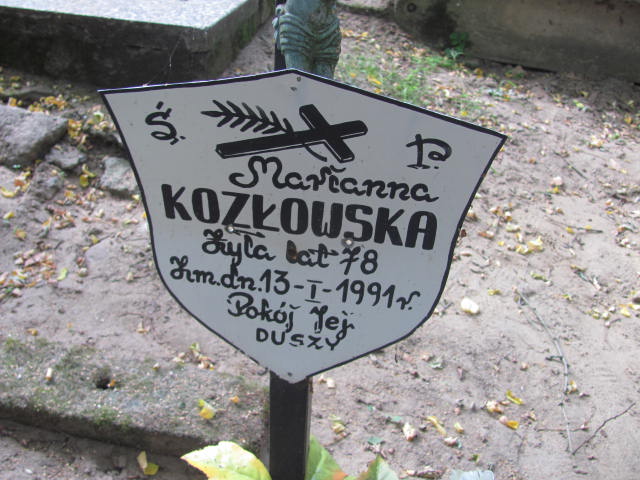 Ś. P.
Marianna
KOZŁOWSKA
Żyła lat 78
Zm. dn. 13-I-1991 r.
Pokój Jej
DUSZY